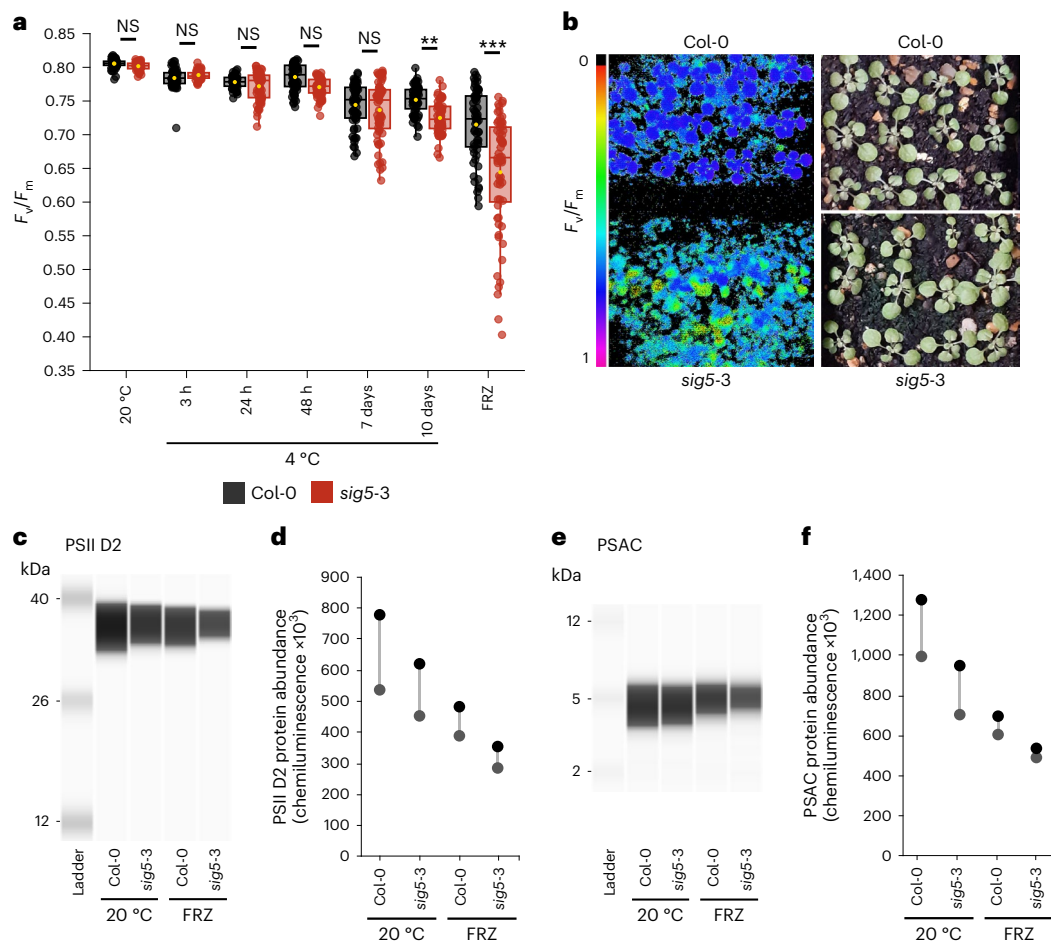 a
NS NS NS NS NS ** ***
0.85
0.80
0.75
0.70
0.65
0.60
0.55
0.50
0.45
0.40
0.35
Fv/Fm
20 °C
3 h
24 h
48 h
7 days
10 days
FRZ
4 °C
Col-0 sig5-3
b
Col-0 Col-0
0
Fv/Fm
1
sig5-3 sig5-3
c
PSII D2
kDa
40
26
12
Ladder
Col-0
sig5-3
Col-0
sig5-3
20 °C FRZ
d
900
800
700
600
500
400
300
200
100
0
PSII D2 protein abundance
(chemiluminescence ×10³)
Col-0
sig5-3
Col-0
sig5-3
20 °C FRZ
e
PSAC
kDa
12
5
2
Ladder
Col-0
sig5-3
Col-0
sig5-3
20 °C FRZ
f
1,400
1,200
1,000
800
600
400
200
0
PSAC protein abundance
(chemiluminescence ×10³)
Col-0
sig5-3
Col-0
sig5-3
20 °C FRZ